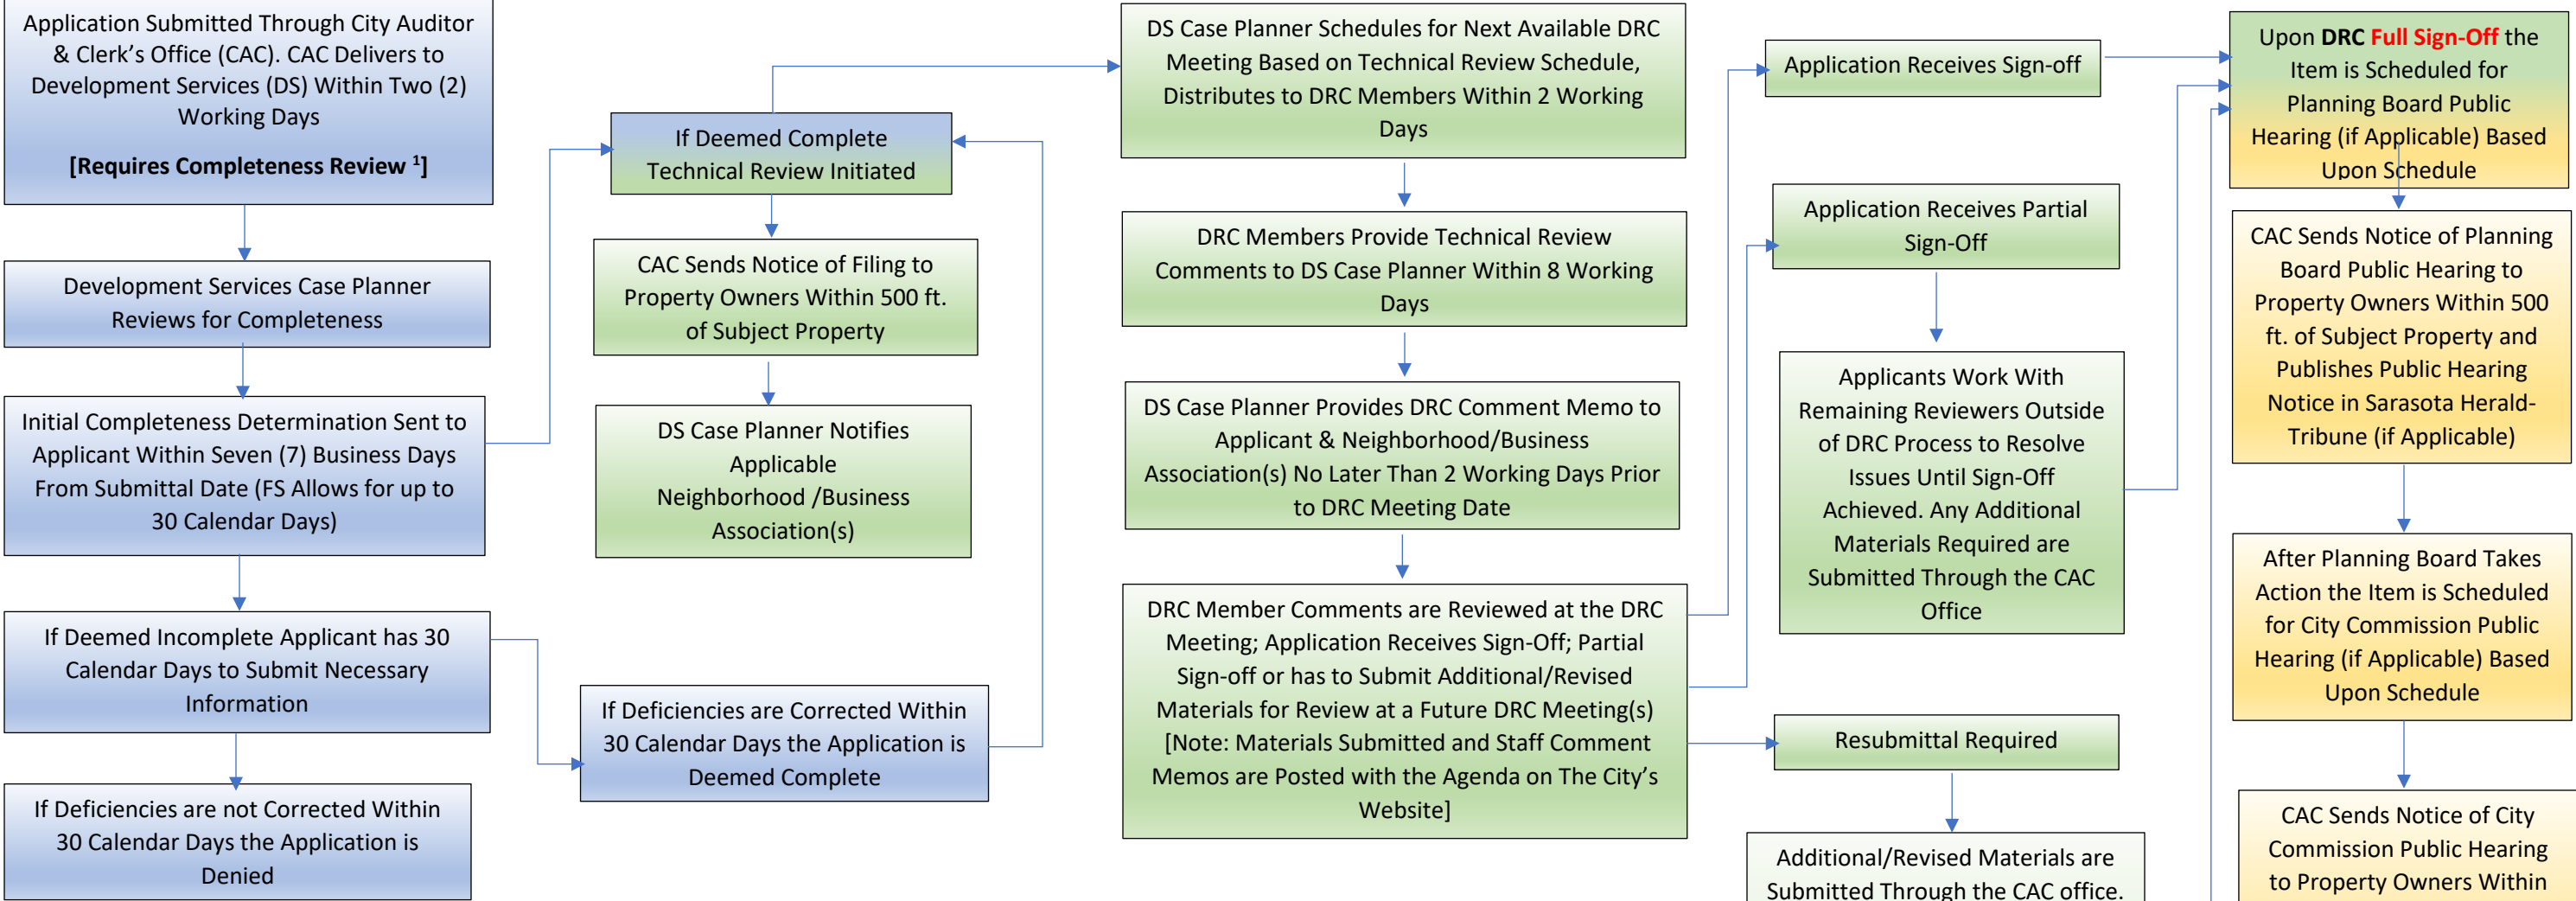 Application Submitted Through City Auditor
& Clerk’s Office (CAC). CAC Delivers to
Development Services (DS) Within Two (2)
Working Days
[Requires Completeness Review ¹]
Development Services Case Planner
Reviews for Completeness
Initial Completeness Determination Sent to
Applicant Within Seven (7) Business Days
From Submittal Date (FS Allows for up to
30 Calendar Days)
If Deemed Incomplete Applicant has 30
Calendar Days to Submit Necessary
Information
If Deficiencies are not Corrected Within
30 Calendar Days the Application is
Denied
If Deemed Complete
Technical Review Initiated
CAC Sends Notice of Filing to
Property Owners Within 500 ft.
of Subject Property
DS Case Planner Notifies
Applicable
Neighborhood /Business
Association(s)
If Deficiencies are Corrected Within
30 Calendar Days the Application is
Deemed Complete
DS Case Planner Schedules for Next Available DRC
Meeting Based on Technical Review Schedule,
Distributes to DRC Members Within 2 Working
Days
DRC Members Provide Technical Review
Comments to DS Case Planner Within 8 Working
Days
DS Case Planner Provides DRC Comment Memo to
Applicant & Neighborhood/Business
Association(s) No Later Than 2 Working Days Prior
to DRC Meeting Date
DRC Member Comments are Reviewed at the DRC
Meeting; Application Receives Sign-Off; Partial
Sign-off or has to Submit Additional/Revised
Materials for Review at a Future DRC Meeting(s)
[Note: Materials Submitted and Staff Comment
Memos are Posted with the Agenda on The City’s
Website]
Application Receives Sign-off
Application Receives Partial
Sign-Off
Applicants Work With
Remaining Reviewers Outside
of DRC Process to Resolve
Issues Until Sign-Off
Achieved. Any Additional
Materials Required are
Submitted Through the CAC
Office
Resubmittal Required
Additional/Revised Materials are
Submitted Through the CAC office.
Upon DRC Full Sign-Off the
Item is Scheduled for
Planning Board Public
Hearing (if Applicable) Based
Upon Schedule
CAC Sends Notice of Planning
Board Public Hearing to
Property Owners Within 500
ft. of Subject Property and
Publishes Public Hearing
Notice in Sarasota Herald-
Tribune (if Applicable)
After Planning Board Takes
Action the Item is Scheduled
for City Commission Public
Hearing (if Applicable) Based
Upon Schedule
CAC Sends Notice of City
Commission Public Hearing
to Property Owners Within